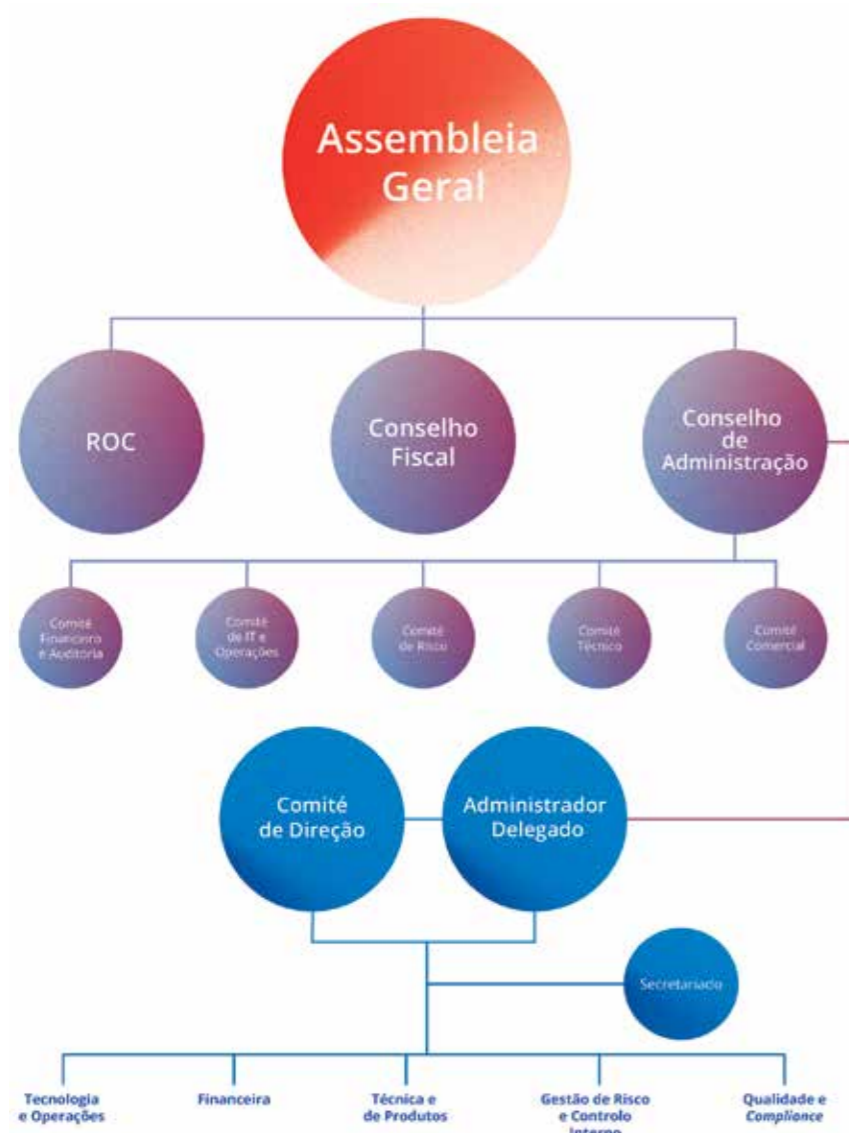 Assembleia
Geral
ROC
Conselho
Fiscal
Conselho
de
Administração
Comité
Financeiro
e Auditoria
Comité
de IT e
Operações
Comité
de Risco
Comité
Técnico
Comité
Comercial
Comité
de Direção
Administrador
Delegado
Secretariado
Tecnologia
e Operações
Financeira
Técnica e
de Produtos
Gestão de Risco
e Controlo
Interno
Qualidade e
Compliance